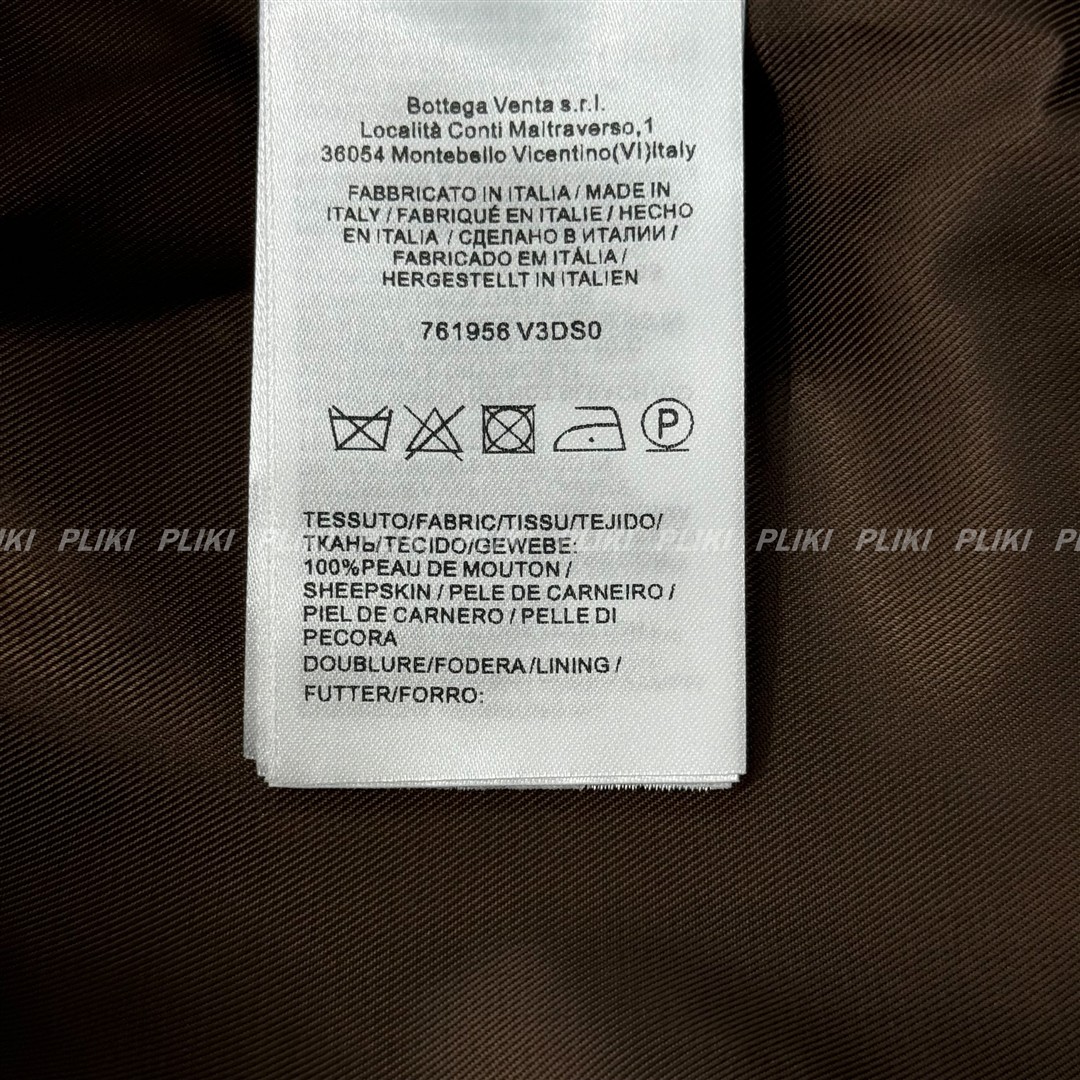 Bottega Venta s.r.l.
Località Conti Maltraverso,1
36054 Montebello Vicentino(VI)Italy
FABBRICATO IN ITALIA / MADE IN
ITALY / FABRIQUÉ EN ITALIE / HECHO
EN ITALIA / СДЕЛАНО В ИТАЛИИ /
FABRICADO EM ITÁLIA /
HERGESTELLT IN ITALIEN
761956 V3DS0
P
TESSUTO/FABRIC/TISSU/TEJIDO/
IKI PLIKI PLIKI PLIKI PLIKI PLIKI PLIKI PLIKI PLIKI PLIKI P
ТКАНЬ/TECIDO/GEWEBE:
100%PEAU DE MOUTON /
SHEEPSKIN / PELE DE CARNEIRO /
PIEL DE CARNERO / PELLE DI
PECORA
DOUBLURE/FODERA/LINING /
FUTTER/FORRO: